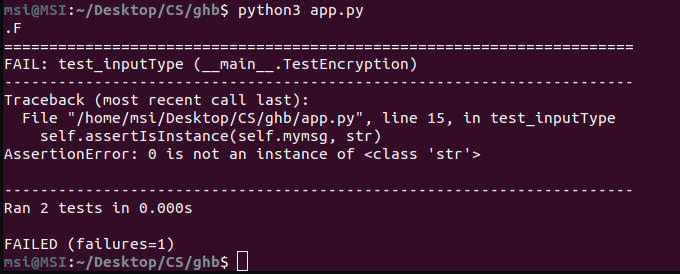 msi@MSI:~/Desktop/CS/ghb$ python3 app.py
.F
======================================================================
FAIL: test_inputType (__main__.TestEncryption)
----------------------------------------------------------------------
Traceback (most recent call last):
  File "/home/msi/Desktop/CS/ghb/app.py", line 15, in test_inputType
    self.assertIsInstance(self.mymsg, str)
AssertionError: 0 is not an instance of <class 'str'>

----------------------------------------------------------------------
Ran 2 tests in 0.000s

FAILED (failures=1)
msi@MSI:~/Desktop/CS/ghb$